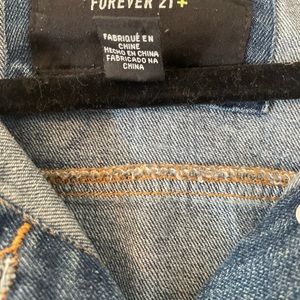 FOREVER 21+
FABRIQUÉ EN
CHINE
HECHO EN CHINA
FABRICADO NA
CHINA